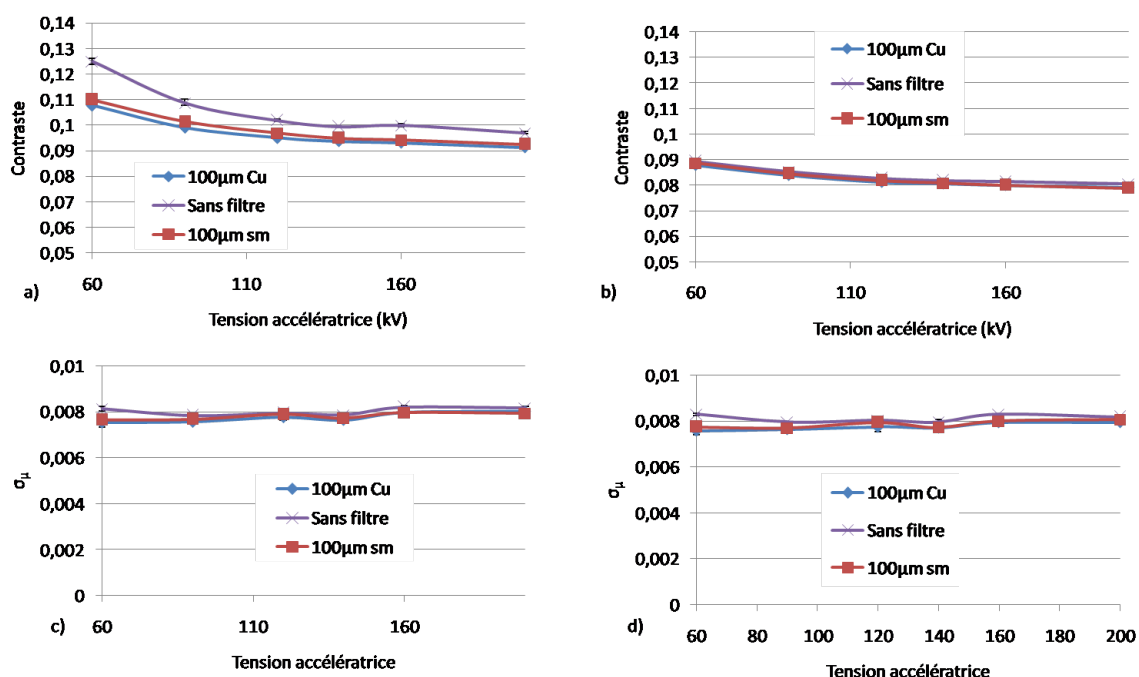 a)
Contraste
0,14
0,13
0,12
0,11
0,1
0,09
0,08
0,07
0,06
0,05
100µm Cu
Sans filtre
100µm sm
60
110
160
Tension accélératrice (kV)
b)
Contraste
0,14
0,13
0,12
0,11
0,1
0,09
0,08
0,07
0,06
0,05
100µm Cu
Sans filtre
100µm sm
60
110
160
Tension accélératrice (kV)
c)
σµ
0,01
0,008
0,006
0,004
0,002
0
100µm Cu
Sans filtre
100µm sm
60
110
160
Tension accélératrice
d)
σµ
0,01
0,008
0,006
0,004
0,002
0
100µm Cu
Sans filtre
100µm sm
60
80
100
120
140
160
180
200
Tension accélératrice